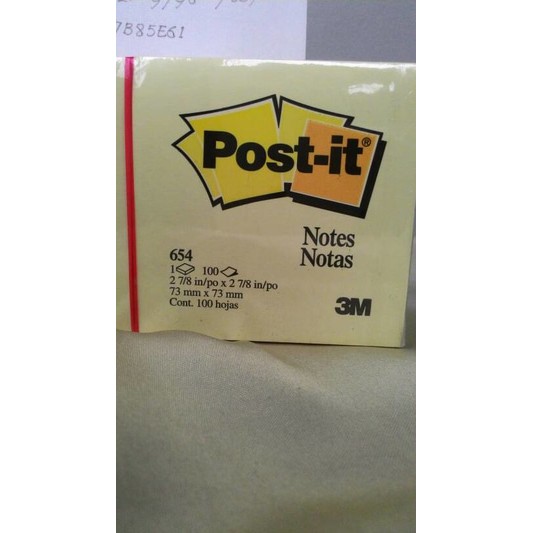 7B85E61
Post-it®
Notes
Notas
654
1 100
2 7/8 in/po x 2 7/8 in/po
73 mm x 73 mm
Cont. 100 hojas
3M